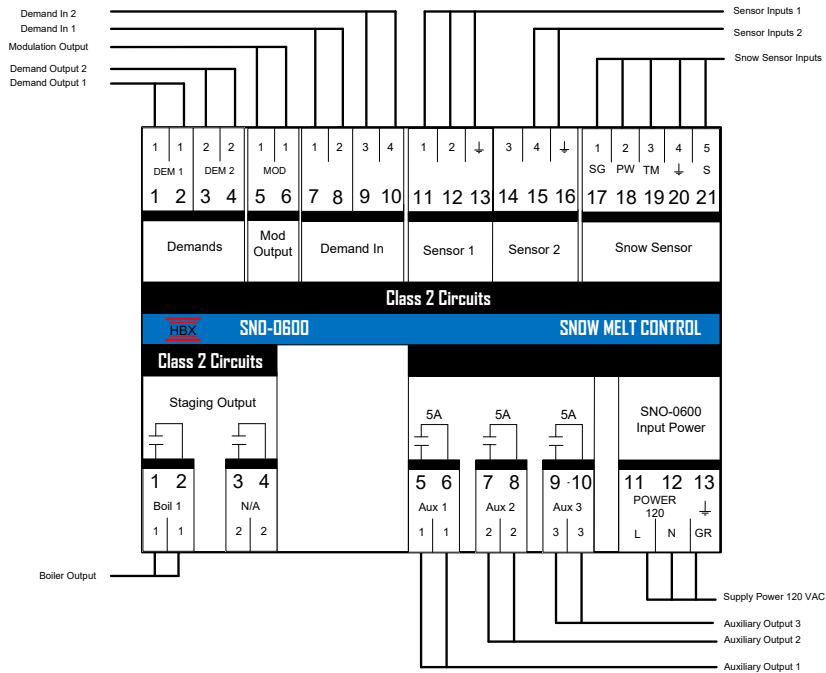 Demand In 2
Demand In 1
Modulation Output
Demand Output 2
Demand Output 1
Sensor Inputs 1
Sensor Inputs 2
Snow Sensor Inputs
1 1 2 2 1 1 1 2 3 4 1 2 3 4 1 2 3 4 5
DEM 1 DEM 2 MOD SG PW TM S
1 2 3 4 5 6 7 8 9 10 11 12 13 14 15 16 17 18 19 20 21
Demands
Mod
Output
Demand In
Sensor 1
Sensor 2
Snow Sensor
Class 2 Circuits
HBX SNO-0600 SNOW MELT CONTROL
Class 2 Circuits
Staging Output
5A 5A 5A
SNO-0600
Input Power
1 2 3 4 5 6 7 8 9 10 11 12 13
Boil 1 N/A Aux 1 Aux 2 Aux 3
POWER
120
1 1 2 2 1 1 2 2 3 3 L N GR
Boiler Output
Supply Power 120 VAC
Auxiliary Output 3
Auxiliary Output 2
Auxiliary Output 1